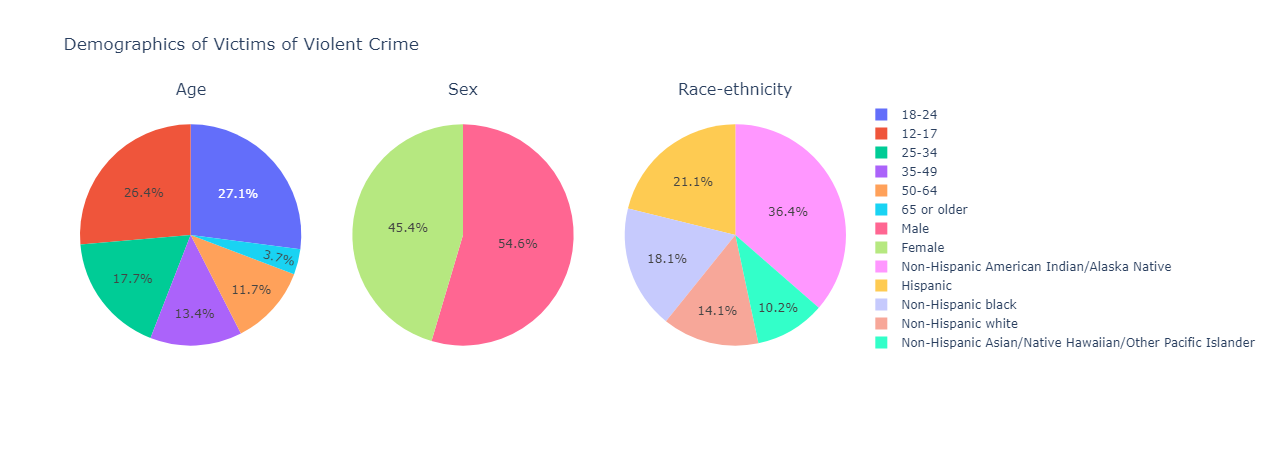 Demographics of Victims of Violent Crime
Age
Sex
Race-ethnicity
27.1%
26.4%
17.7%
13.4%
11.7%
3.7%
54.6%
45.4%
36.4%
21.1%
18.1%
14.1%
10.2%
18-24
12-17
25-34
35-49
50-64
65 or older
Male
Female
Non-Hispanic American Indian/Alaska Native
Hispanic
Non-Hispanic black
Non-Hispanic white
Non-Hispanic Asian/Native Hawaiian/Other Pacific Islander